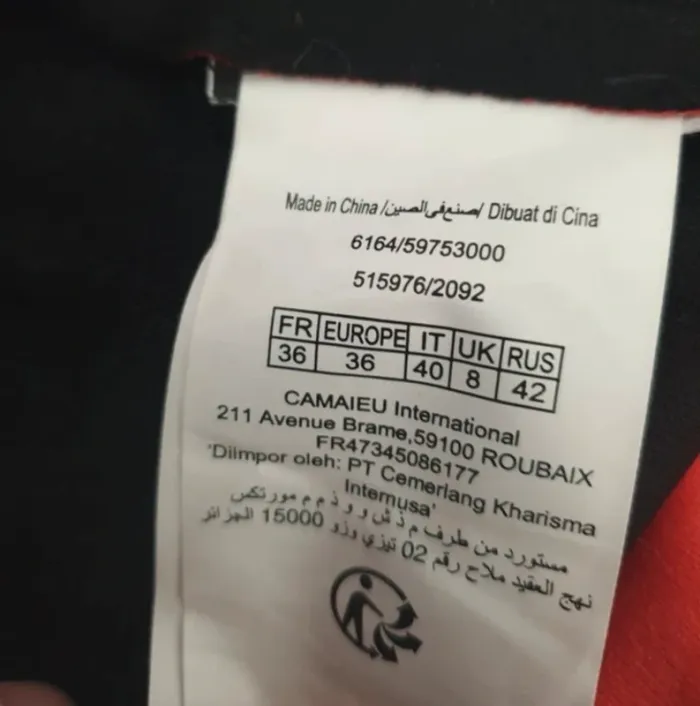 Made in China /صنع في الصين/ Dibuat di Cina
6164/59753000
515976/2092
FR EUROPE IT UK RUS
36 36 40 8 42
CAMAIEU International
211 Avenue Brame,59100 ROUBAIX
FR47345086177
'Diimpor oleh: PT Cemerlang Kharisma
Internusa'
مستورد من طرف م ذ ش و و ذ م م مورتكس
نهج العقيد ملاح رقم 02 تيزي وزو 15000 الجزائر